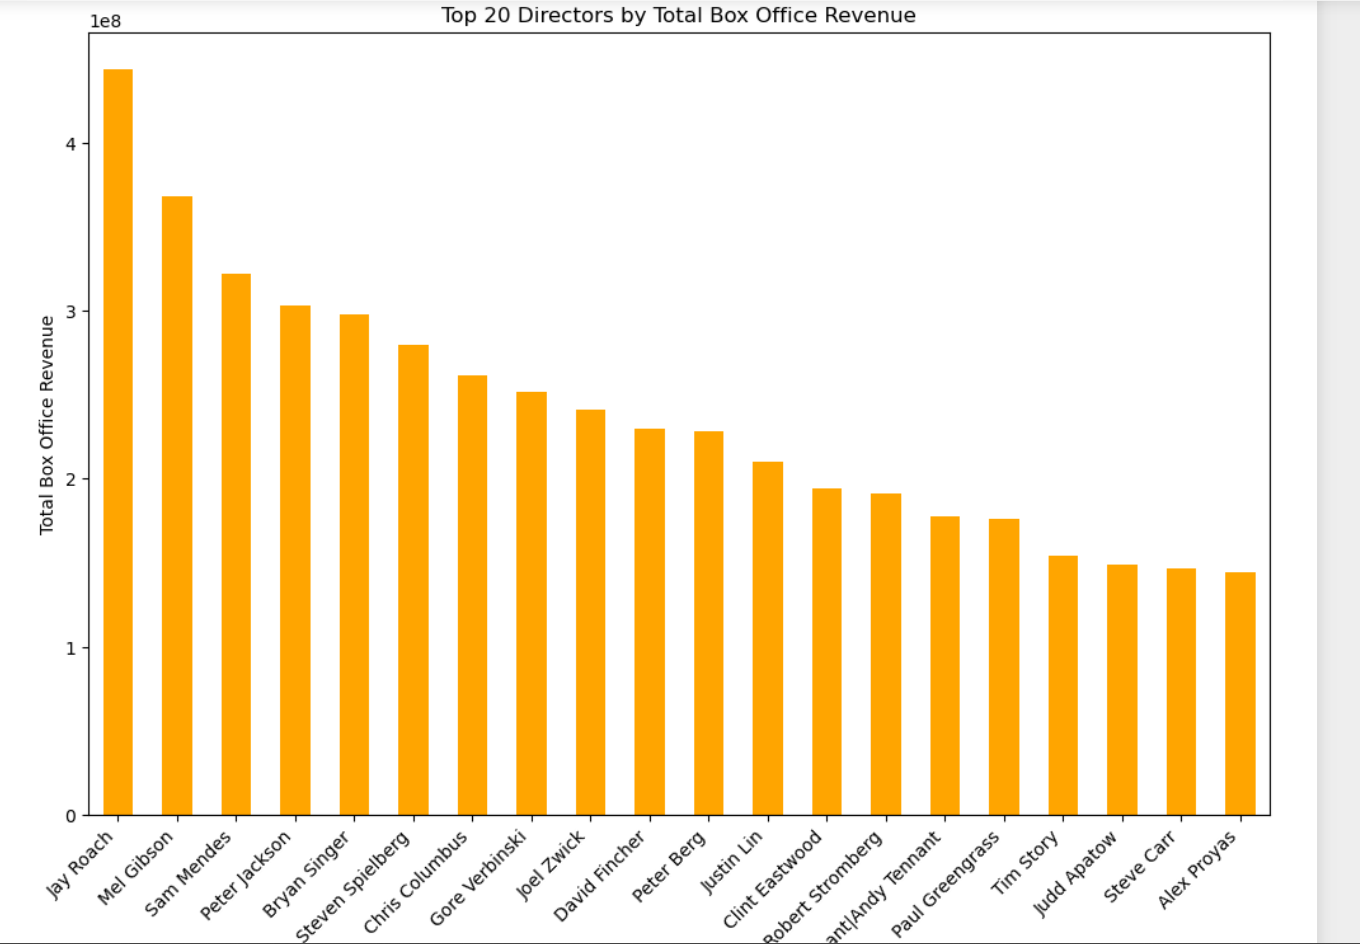 Top 20 Directors by Total Box Office Revenue
1e8
4
3
2
1
0
Total Box Office Revenue
Jay Roach
Mel Gibson
Sam Mendes
Peter Jackson
Bryan Singer
Steven Spielberg
Chris Columbus
Gore Verbinski
Joel Zwick
David Fincher
Peter Berg
Justin Lin
Clint Eastwood
Robert Stromberg
ant|Andy Tennant
Paul Greengrass
Tim Story
Judd Apatow
Steve Carr
Alex Proyas